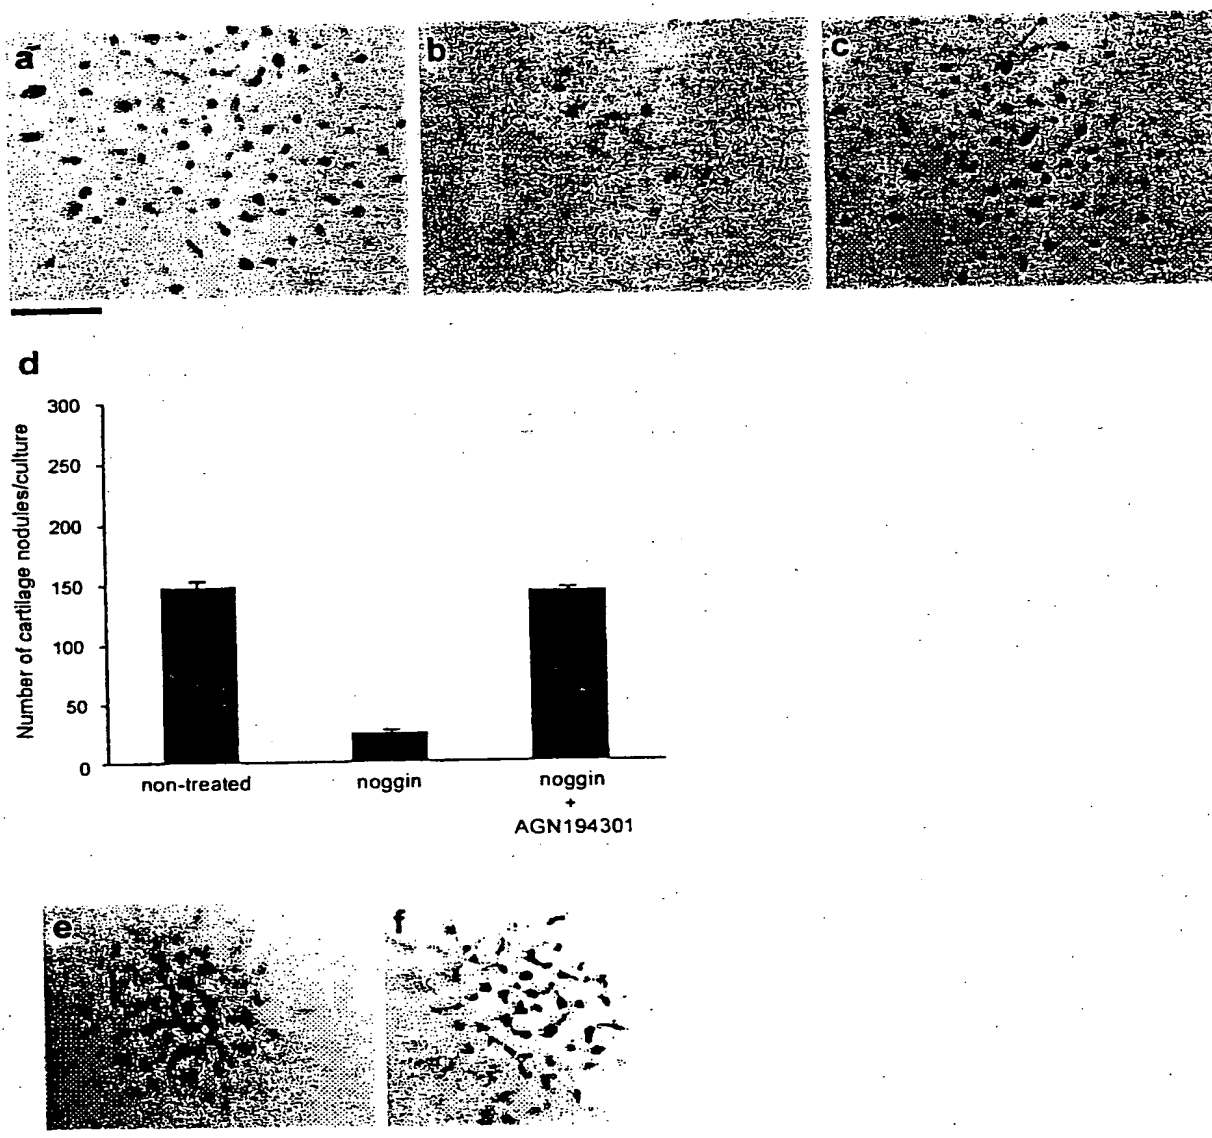 a
b
c
d
300
250
200
150
100
50
0
Number of cartilage nodules/culture
non-treated
noggin
noggin
+
AGN194301
e
f